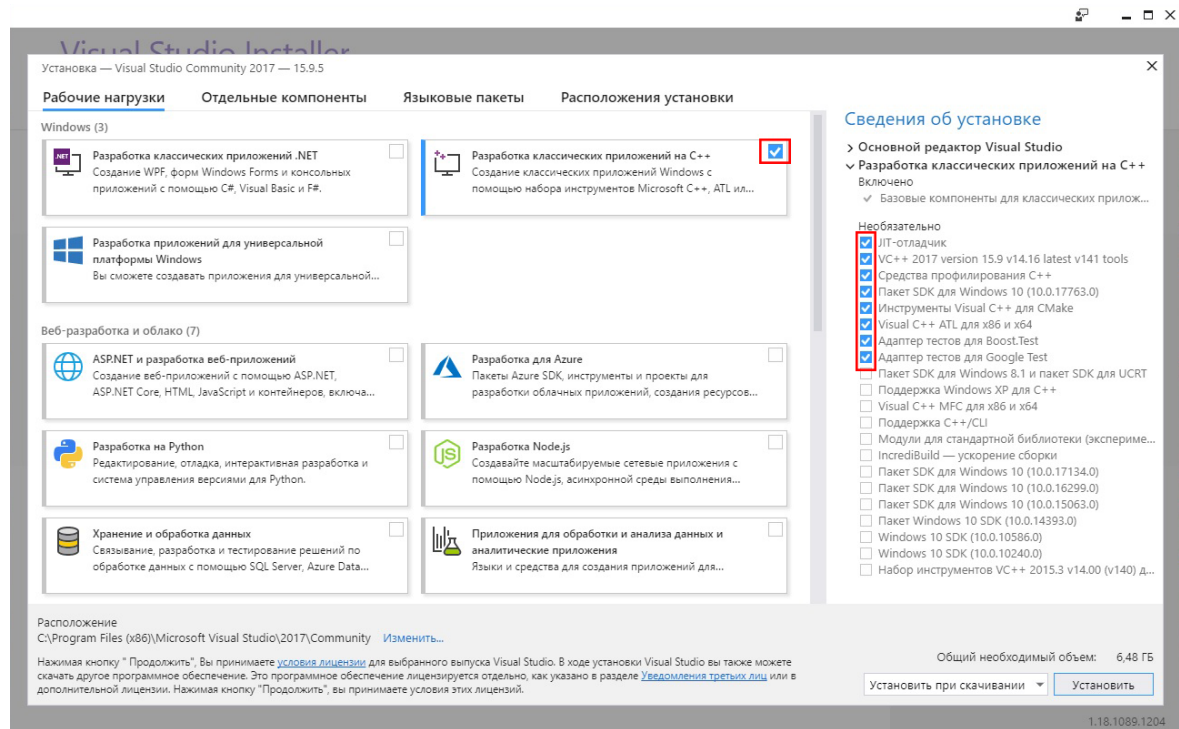 Visual Studio Installer
Установка — Visual Studio Community 2017 — 15.9.5
Рабочие нагрузки Отдельные компоненты Языковые пакеты Расположения установки
Windows (3)
.NET
Разработка классических приложений .NET
Создание WPF, форм Windows Forms и консольных
приложений с помощью C#, Visual Basic и F#.
Разработка классических приложений на C++
Создание классических приложений Windows с
помощью набора инструментов Microsoft C++, ATL ил...
Разработка приложений для универсальной
платформы Windows
Вы сможете создавать приложения для универсальной...
Веб-разработка и облако (7)
ASP.NET и разработка веб-приложений
Создание веб-приложений с помощью ASP.NET,
ASP.NET Core, HTML, JavaScript и контейнеров, включа...
Разработка для Azure
Пакеты Azure SDK, инструменты и проекты для
разработки облачных приложений, создания ресурсов...
Разработка на Python
Редактирование, отладка, интерактивная разработка и
система управления версиями для Python.
JS
Разработка Node.js
Создавайте масштабируемые сетевые приложения с
помощью Node.js, асинхронной среды выполнения...
Хранение и обработка данных
Связывание, разработка и тестирование решений по
обработке данных с помощью SQL Server, Azure Data...
Приложения для обработки и анализа данных и
аналитические приложения
Языки и средства для создания приложений для...
Сведения об установке
Основной редактор Visual Studio
Разработка классических приложений на C++
Включено
Базовые компоненты для классических прилож...
Необязательно
JIT-отладчик
VC++ 2017 version 15.9 v14.16 latest v141 tools
Средства профилирования C++
Пакет SDK для Windows 10 (10.0.17763.0)
Инструменты Visual C++ для CMake
Visual C++ ATL для x86 и x64
Адаптер тестов для Boost.Test
Адаптер тестов для Google Test
Пакет SDK для Windows 8.1 и пакет SDK для UCRT
Поддержка Windows XP для C++
Visual C++ MFC для x86 и x64
Поддержка C++/CLI
Модули для стандартной библиотеки (экспериме...
IncrediBuild — ускорение сборки
Пакет SDK для Windows 10 (10.0.17134.0)
Пакет SDK для Windows 10 (10.0.16299.0)
Пакет SDK для Windows 10 (10.0.15063.0)
Пакет Windows 10 SDK (10.0.14393.0)
Windows 10 SDK (10.0.10586.0)
Windows 10 SDK (10.0.10240.0)
Набор инструментов VC++ 2015.3 v14.00 (v140) д...
Расположение
C:\Program Files (x86)\Microsoft Visual Studio\2017\Community Изменить...
Нажимая кнопку " Продолжить", Вы принимаете условия лицензии для выбранного выпуска Visual Studio. В ходе установки Visual Studio вы также можете
скачать другое программное обеспечение. Это программное обеспечение лицензируется отдельно, как указано в разделе Уведомления третьих лиц или в
дополнительной лицензии. Нажимая кнопку "Продолжить", вы принимаете условия этих лицензий.
Общий необходимый объем: 6,48 ГБ
Установить при скачивании Установить
1.18.1089.1204